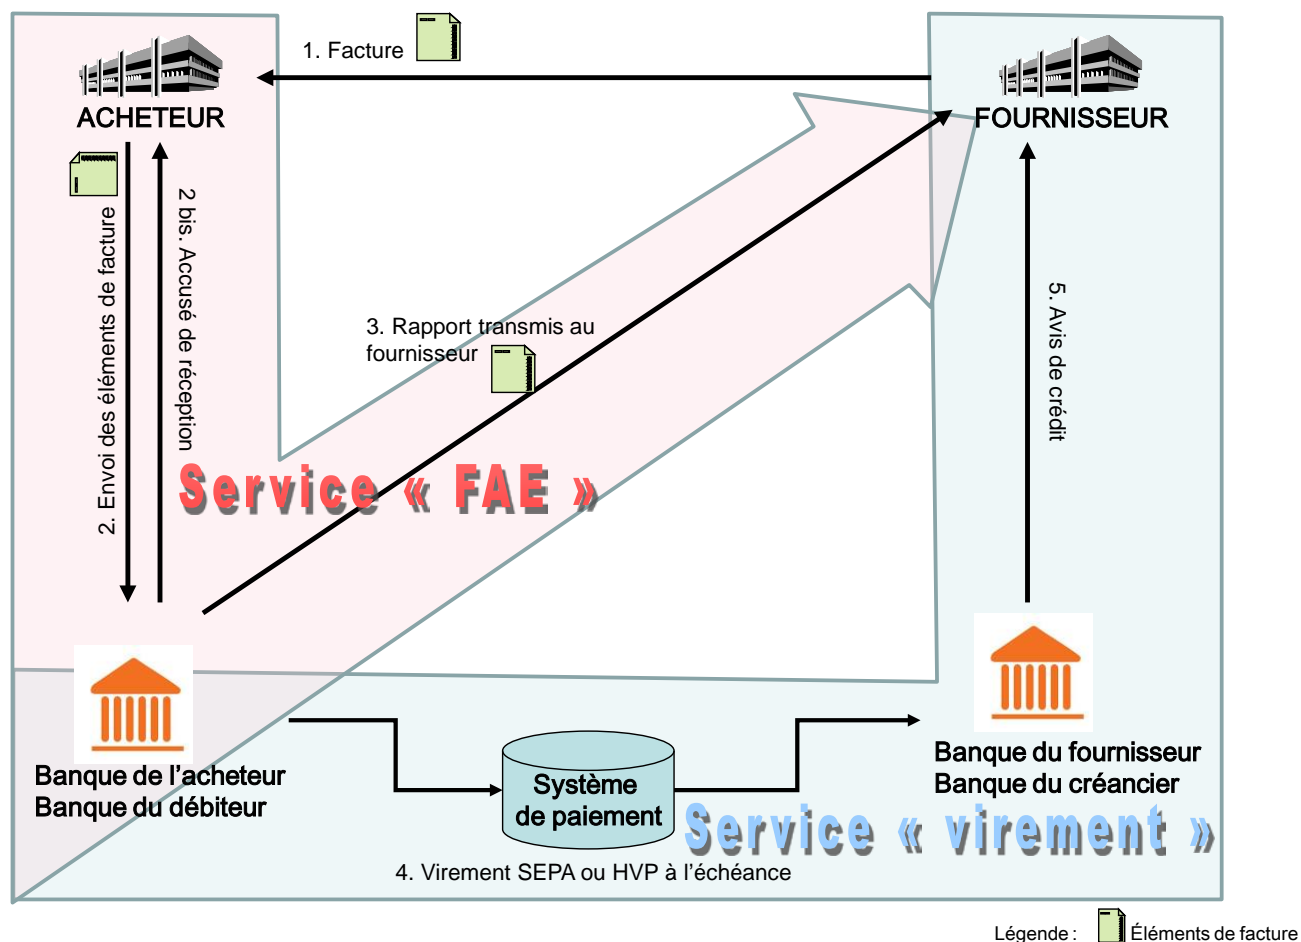 1. Facture
ACHETEUR
FOURNISSEUR
2. Envoi des éléments de facture
2 bis. Accusé de réception
3. Rapport transmis au
fournisseur
5. Avis de crédit
Service « FAE »
Banque de l’acheteur
Banque du débiteur
Système
de paiement
Banque du fournisseur
Banque du créancier
Service « virement »
4. Virement SEPA ou HVP à l’échéance
Légende : Éléments de facture